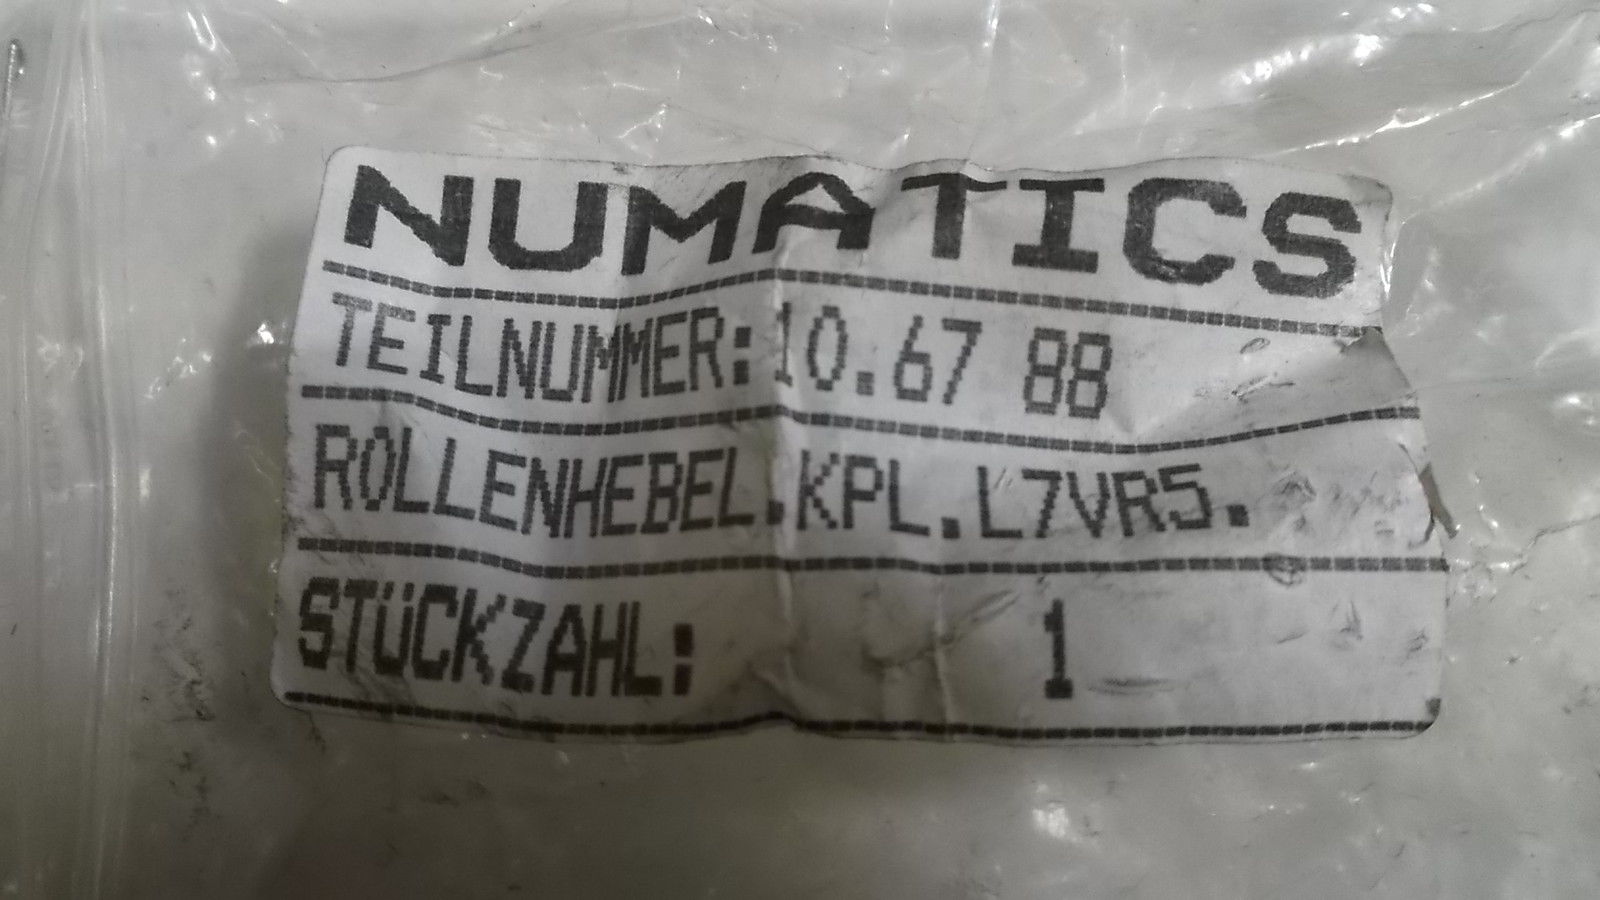 NUMATICS
TEILNUMMER: 10.67 88
ROLLENHEBEL.KPL.L7VR5.
STÜCKZAHL: 1